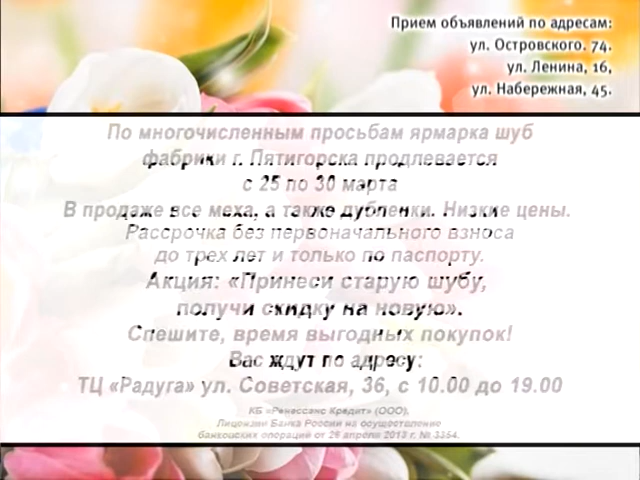 Прием объявлений по адресам:
ул. Островского. 74.
ул. Ленина, 16,
ул. Набережная, 45.
По многочисленным просьбам ярмарка шуб
фабрики г. Пятигорска продлевается
с 25 по 30 марта
В продаже все меха, а также дубленки. Низкие цены.
Рассрочка без первоначального взноса
до трех лет и только по паспорту.
Акция: «Принеси старую шубу,
получи скидку на новую».
Спешите, время выгодных покупок!
Вас ждут по адресу:
ТЦ «Радуга» ул. Советская, 36, с 10.00 до 19.00
КБ «Ренессанс Кредит» (ООО),
Лицензии Банка России на осуществление
банковских операций от 26 апреля 2013 г. № 3354.